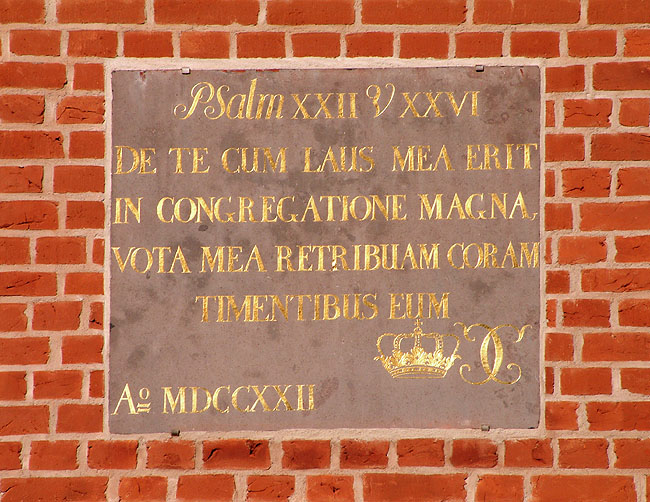 Psalm XXII V XXVI
DE TE CUM LAUS MEA ERIT
IN CONGREGATIONE MAGNA,
VOTA MEA RETRIBUAM CORAM
TIMENTIBUS EUM
Ao MDCCXXII